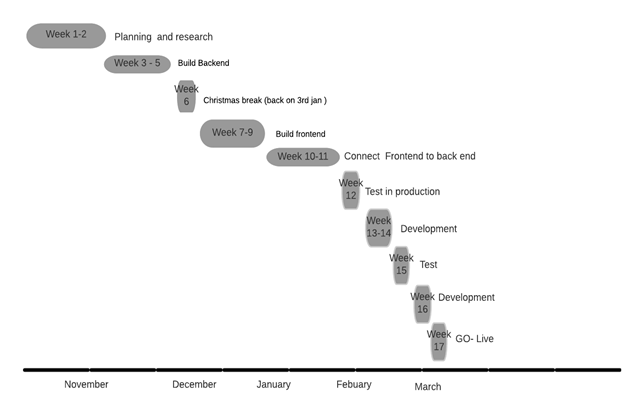 Week 1-2 Planning and research
Week 3 - 5 Build Backend
Week
6 Christmas break (back on 3rd jan )
Week 7-9 Build frontend
Week 10-11 Connect Frontend to back end
Week
12 Test in production
Week
13-14 Development
Week
15 Test
Week Development
16
Week
17 GO- Live
November December January Febuary March